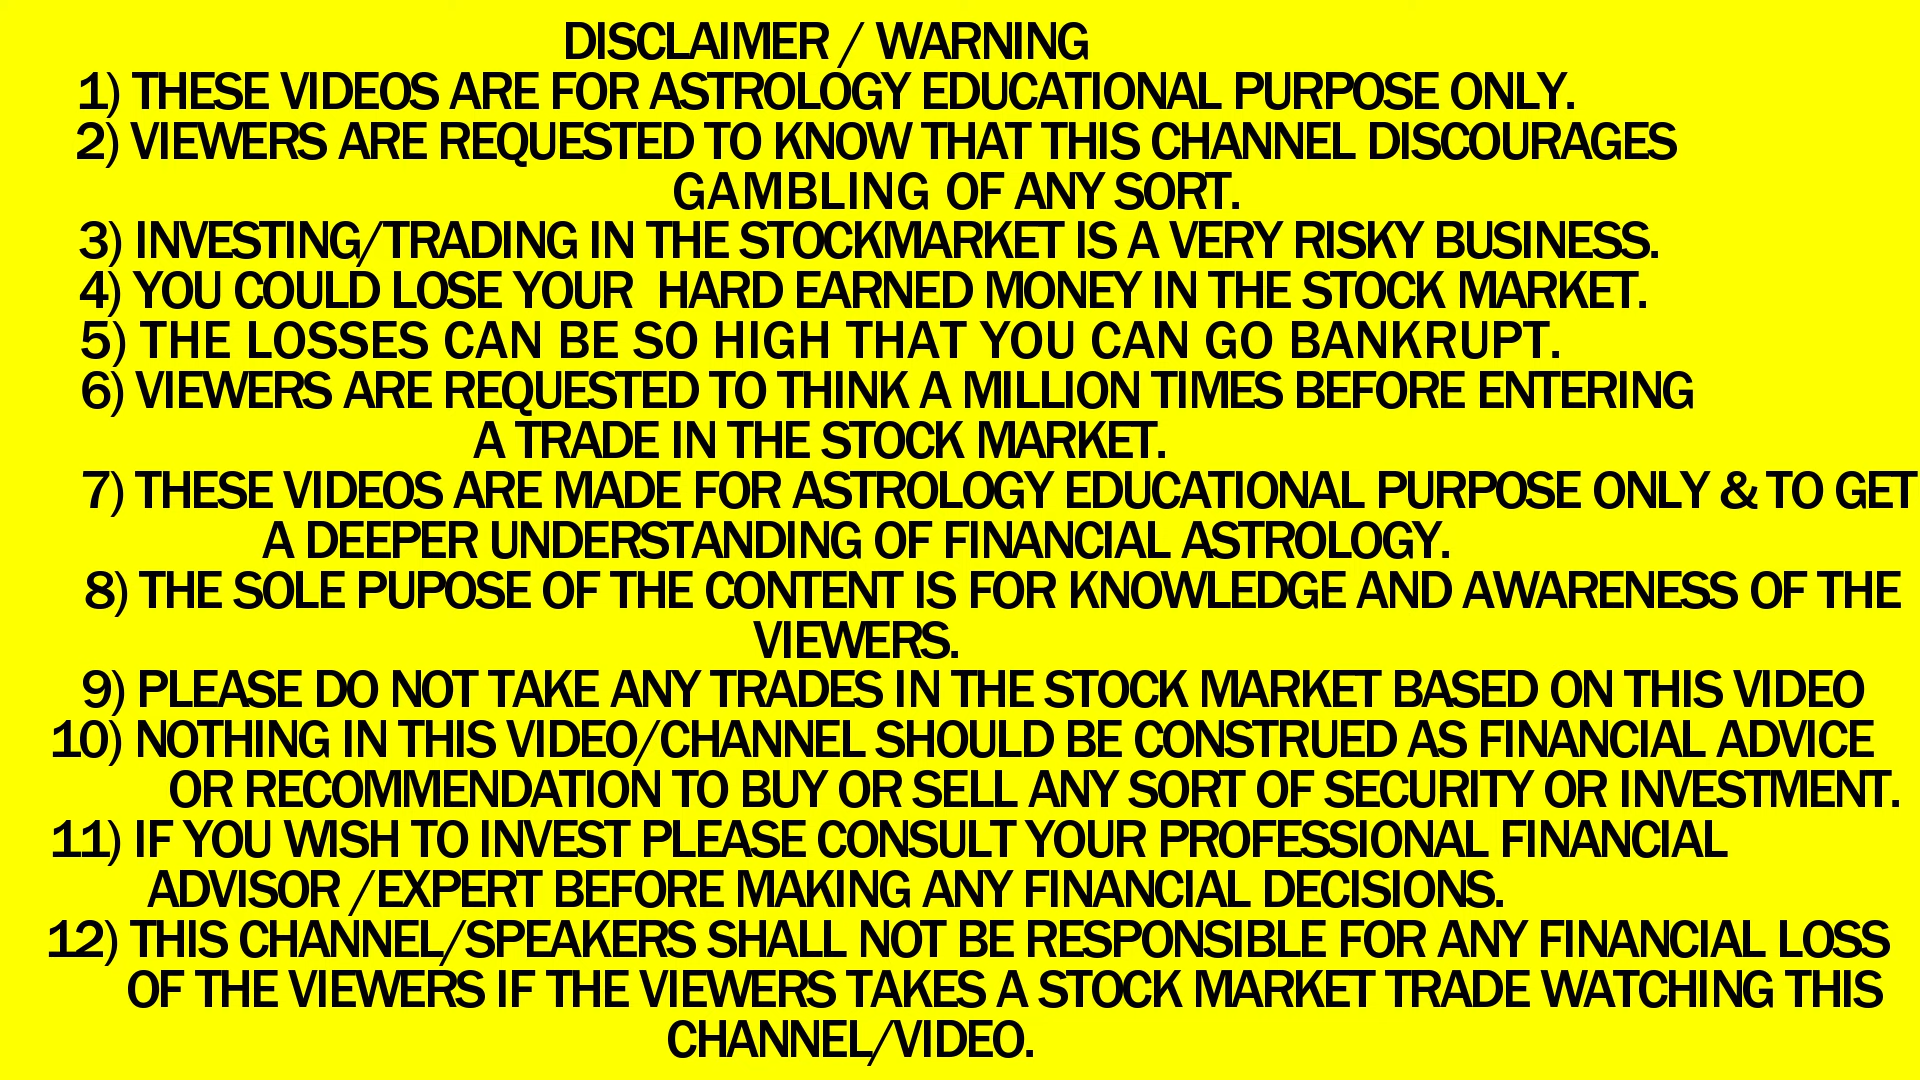 DISCLAIMER / WARNING
1) THESE VIDEOS ARE FOR ASTROLOGY EDUCATIONAL PURPOSE ONLY.
2) VIEWERS ARE REQUESTED TO KNOW THAT THIS CHANNEL DISCOURAGES
GAMBLING OF ANY SORT.
3) INVESTING/TRADING IN THE STOCKMARKET IS A VERY RISKY BUSINESS.
4) YOU COULD LOSE YOUR  HARD EARNED MONEY IN THE STOCK MARKET.
5) THE LOSSES CAN BE SO HIGH THAT YOU CAN GO BANKRUPT.
6) VIEWERS ARE REQUESTED TO THINK A MILLION TIMES BEFORE ENTERING
A TRADE IN THE STOCK MARKET.
7) THESE VIDEOS ARE MADE FOR ASTROLOGY EDUCATIONAL PURPOSE ONLY & TO GET
A DEEPER UNDERSTANDING OF FINANCIAL ASTROLOGY.
8) THE SOLE PUPOSE OF THE CONTENT IS FOR KNOWLEDGE AND AWARENESS OF THE
VIEWERS.
9) PLEASE DO NOT TAKE ANY TRADES IN THE STOCK MARKET BASED ON THIS VIDEO
10) NOTHING IN THIS VIDEO/CHANNEL SHOULD BE CONSTRUED AS FINANCIAL ADVICE
OR RECOMMENDATION TO BUY OR SELL ANY SORT OF SECURITY OR INVESTMENT.
11) IF YOU WISH TO INVEST PLEASE CONSULT YOUR PROFESSIONAL FINANCIAL
ADVISOR /EXPERT BEFORE MAKING ANY FINANCIAL DECISIONS.
12) THIS CHANNEL/SPEAKERS SHALL NOT BE RESPONSIBLE FOR ANY FINANCIAL LOSS
OF THE VIEWERS IF THE VIEWERS TAKES A STOCK MARKET TRADE WATCHING THIS
CHANNEL/VIDEO.